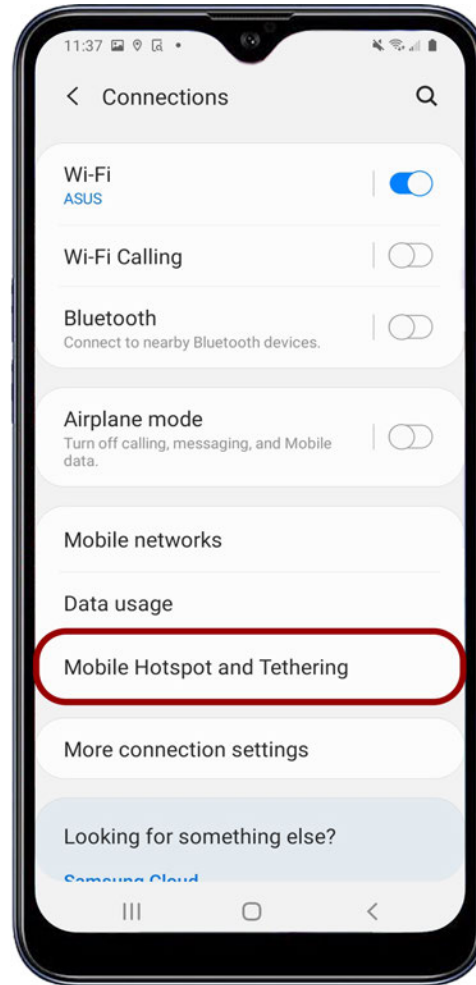 11:37
Connections
Wi-Fi
ASUS
Wi-Fi Calling
Bluetooth
Connect to nearby Bluetooth devices.
Airplane mode
Turn off calling, messaging, and Mobile
data.
Mobile networks
Data usage
Mobile Hotspot and Tethering
More connection settings
Looking for something else?
Samsung Cloud